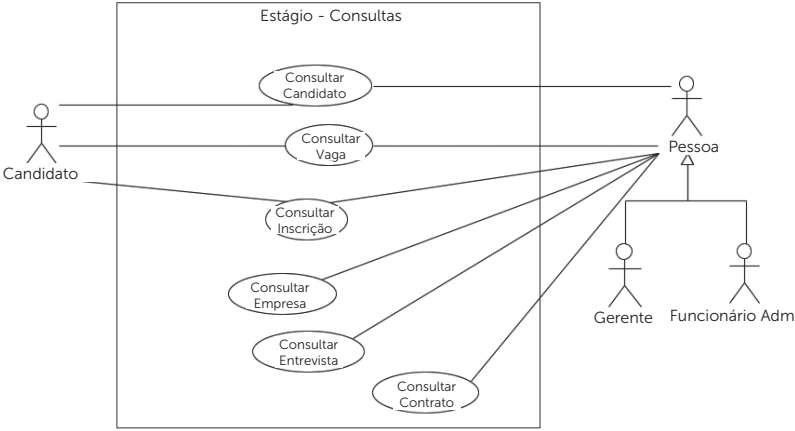 Estágio - Consultas
Consultar
Candidato
Consultar
Vaga
Pessoa
Candidato
Consultar
Inscrição
Consultar
Empresa
Gerente
Funcionário Adm
Consultar
Entrevista
Consultar
Contrato